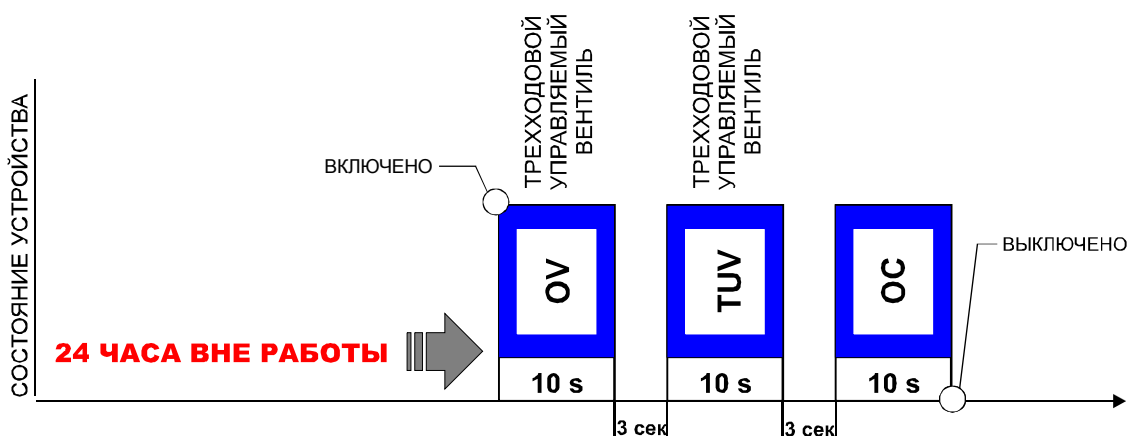 СОСТОЯНИЕ УСТРОЙСТВА
ВКЛЮЧЕНО
ТРЕХХОДОВОЙ
УПРАВЛЯЕМЫЙ
ВЕНТИЛЬ
ТРЕХХОДОВОЙ
УПРАВЛЯЕМЫЙ
ВЕНТИЛЬ
OV
TUV
OC
ВЫКЛЮЧЕНО
24 ЧАСА ВНЕ РАБОТЫ
10 s
10 s
10 s
3 сек
3 сек